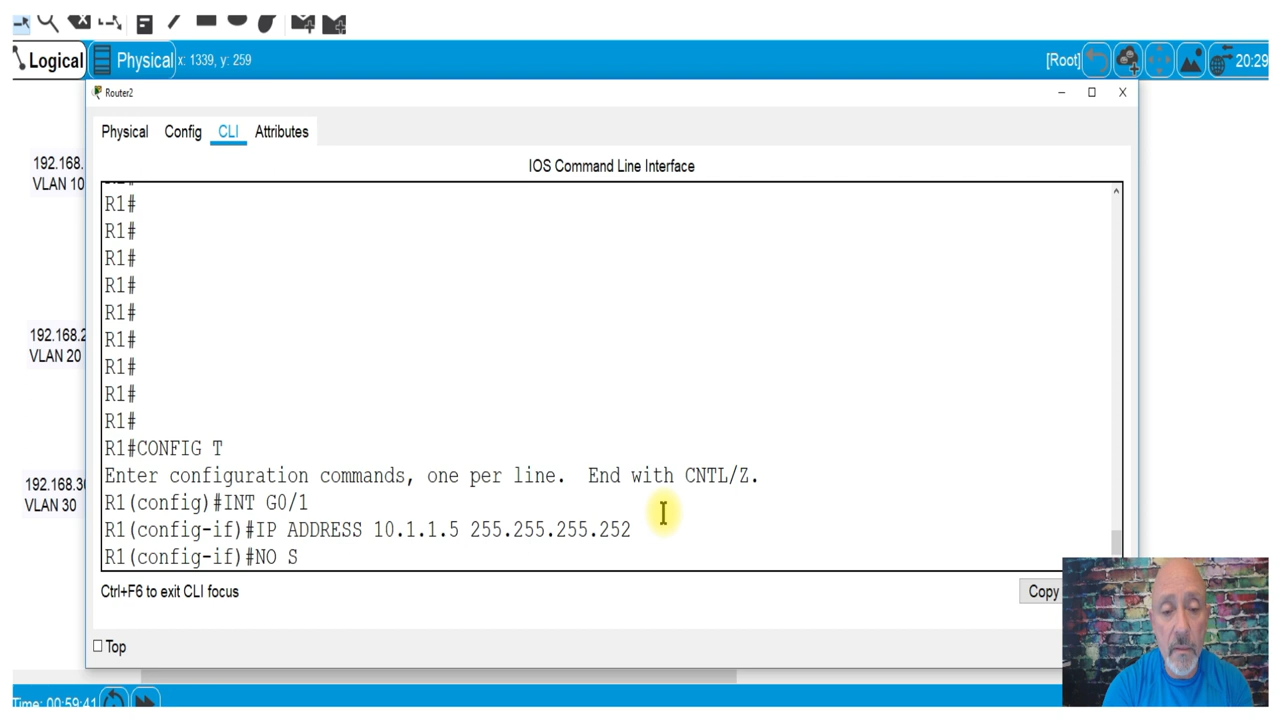 Logical Physical x: 1339, y: 259 [Root] 20:29
Router2
Physical Config CLI Attributes
IOS Command Line Interface
192.168.
VLAN 10
192.168.2
VLAN 20
192.168.30
VLAN 30
R1#
R1#
R1#
R1#
R1#
R1#
R1#
R1#
R1#
R1#CONFIG T
Enter configuration commands, one per line. End with CNTL/Z.
R1(config)#INT G0/1
R1(config-if)#IP ADDRESS 10.1.1.5 255.255.255.252
R1(config-if)#NO S
Ctrl+F6 to exit CLI focus
Copy
Top
Time: 00:59:41